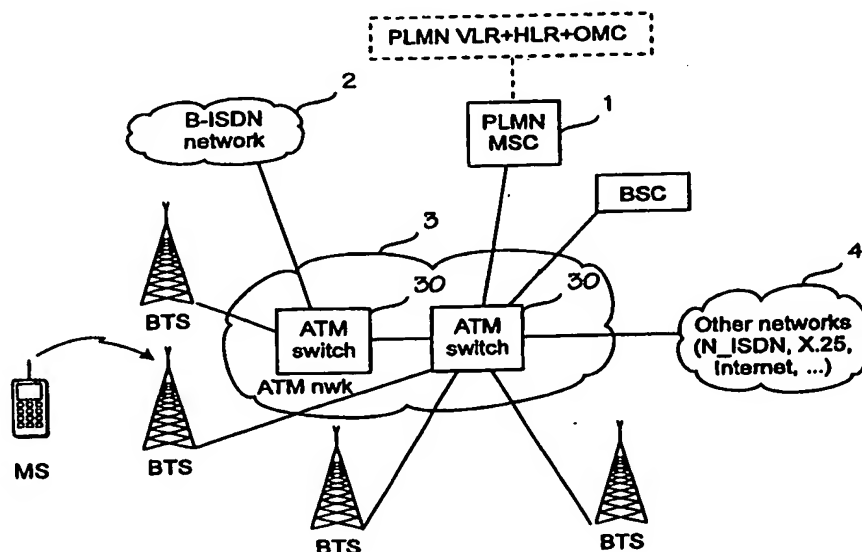 PLMN VLR+HLR+OMC
2
B-ISDN
network
1
PLMN
MSC
BSC
3
4
30
30
BTS
ATM
switch
ATM
switch
Other networks
(N_ISDN, X.25,
Internet, ...)
ATM nwk
MS
BTS
BTS
BTS